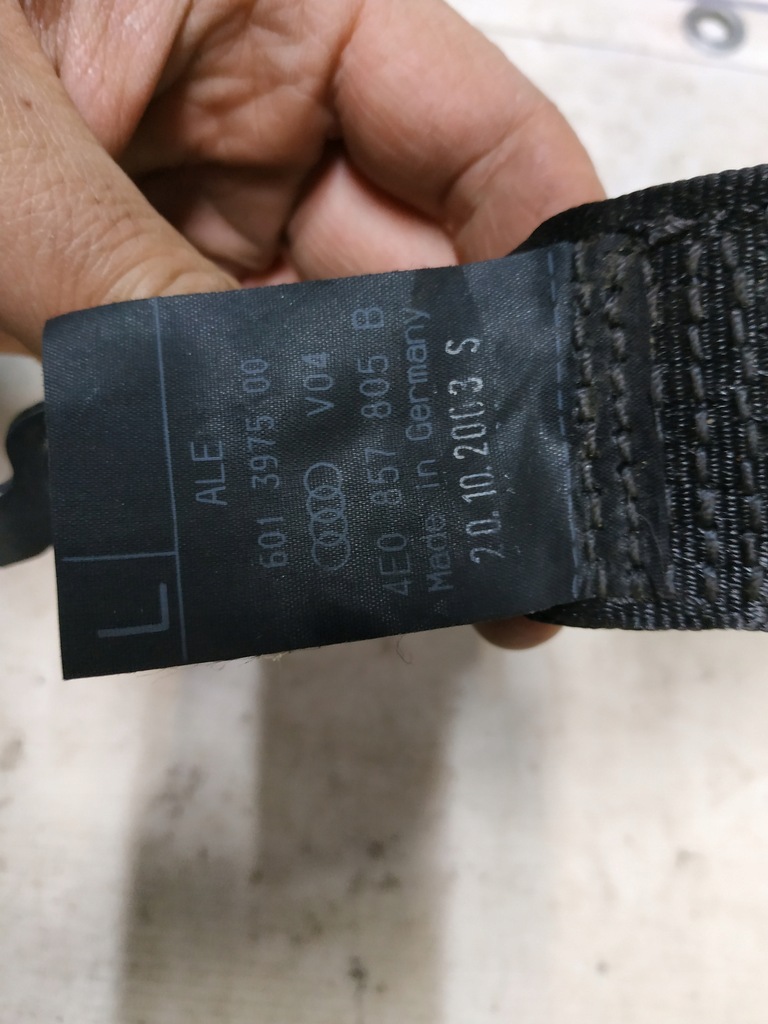 L
ALE
601 3975 00
V04
4E0 857 805 B
Made in Germany
20.10.2003 S